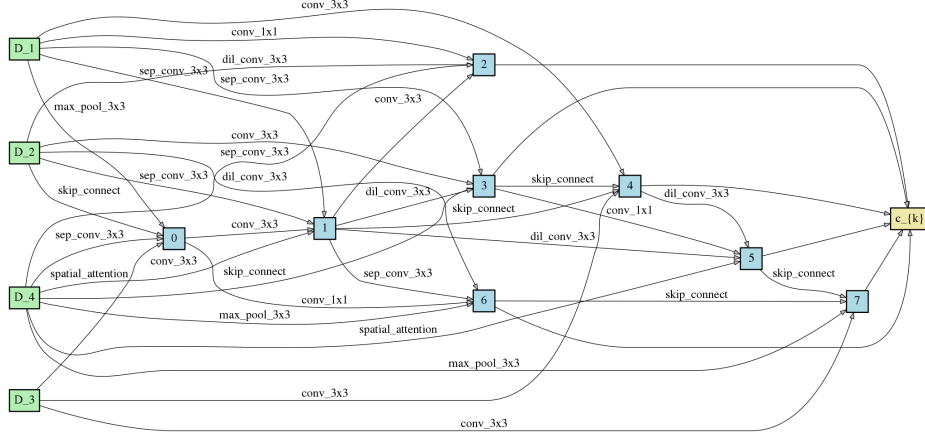 conv_3x3
conv_1x1
D_1
dil_conv_3x3
sep_conv_3x3
sep_conv_3x3
2
conv_3x3
max_pool_3x3
conv_3x3
D_2
sep_conv_3x3
sep_conv_3x3
dil_conv_3x3
skip_connect
dil_conv_3x3
3
skip_connect
4
dil_conv_3x3
skip_connect
conv_1x1
c_{k}
sep_conv_3x3
conv_3x3
0
1
dil_conv_3x3
5
conv_3x3
spatial_attention
skip_connect
sep_conv_3x3
skip_connect
D_4
conv_1x1
6
skip_connect
7
max_pool_3x3
spatial_attention
max_pool_3x3
D_3
conv_3x3
conv_3x3